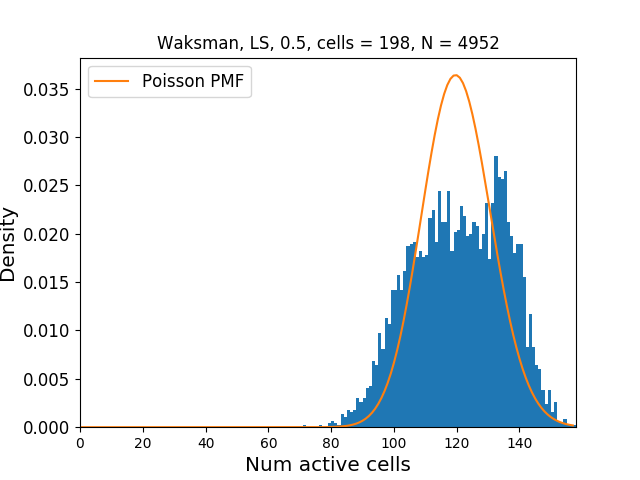 Waksman, LS, 0.5, cells = 198, N = 4952
Poisson PMF
0.035
0.030
0.025
0.020
0.015
0.010
0.005
0.000
Density
0 20 40 60 80 100 120 140
Num active cells